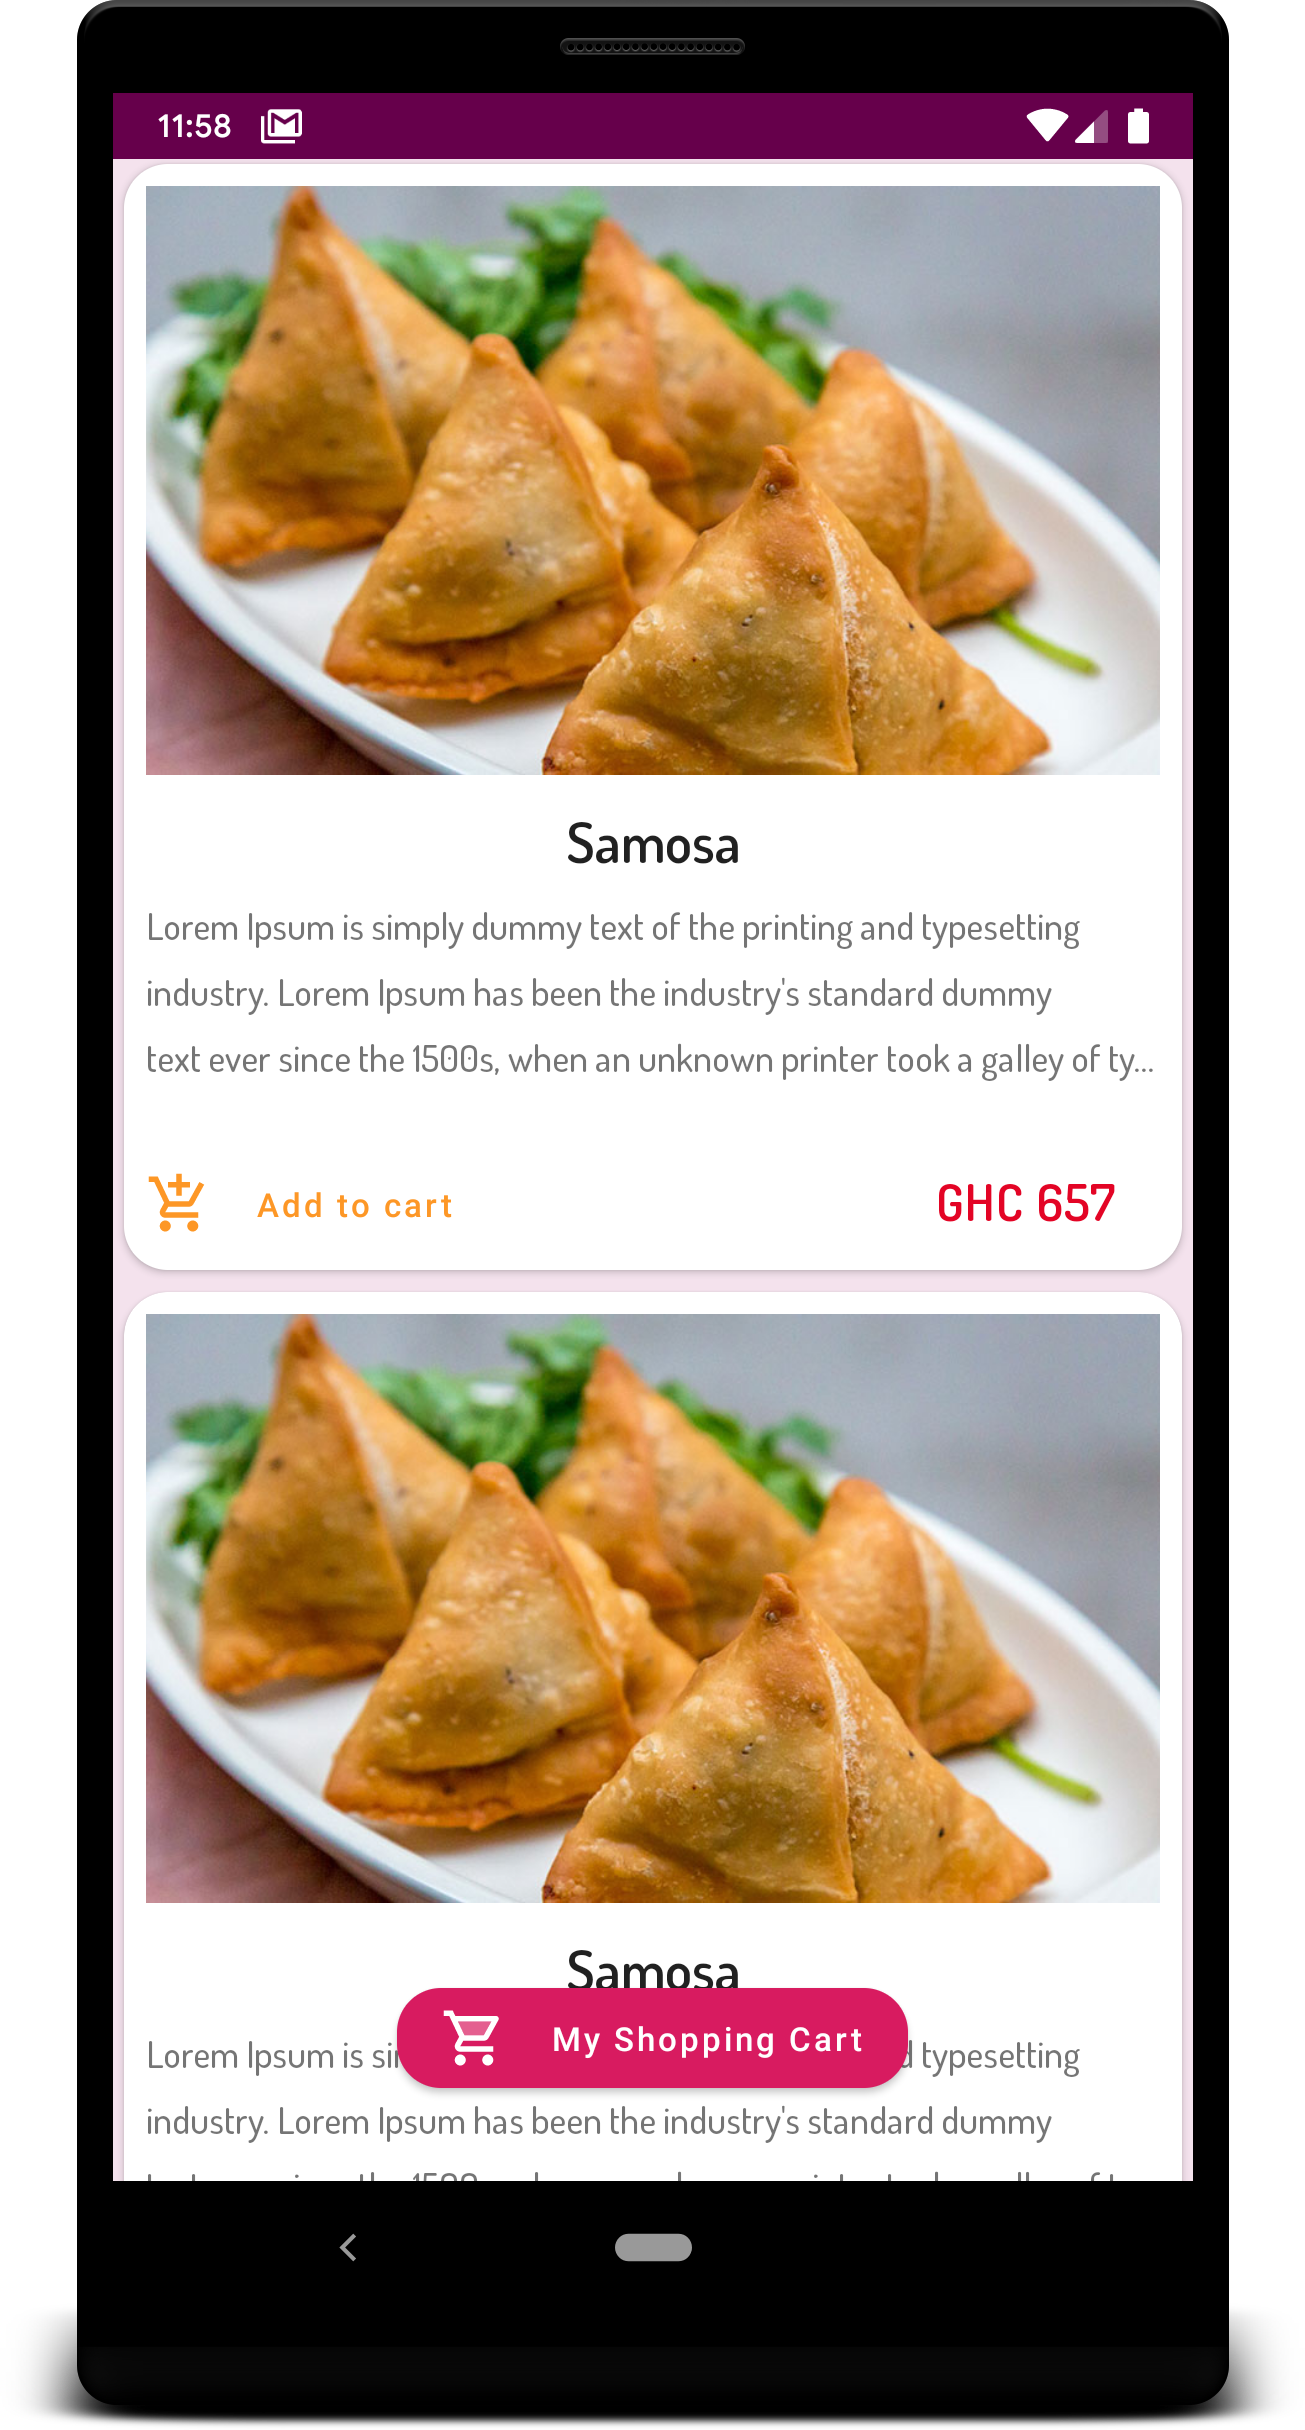 11:58
Samosa
Lorem Ipsum is simply dummy text of the printing and typesetting
industry. Lorem Ipsum has been the industry's standard dummy
text ever since the 1500s, when an unknown printer took a galley of ty...
Add to cart
GHC 657
Samosa
My Shopping Cart
Lorem Ipsum is typesetting
industry. Lorem Ipsum has been the industry's standard dummy